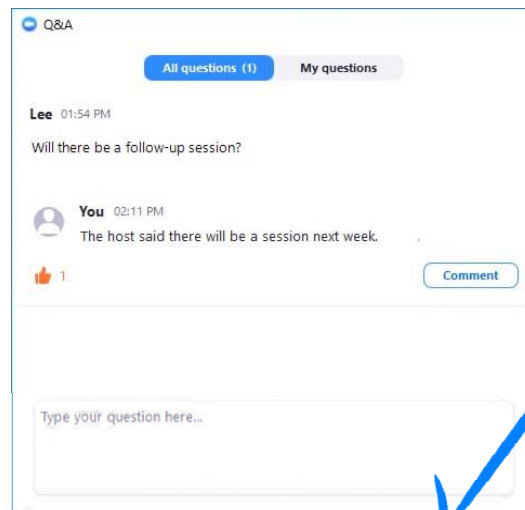 Q&A
All questions (1) My questions
Lee 01:54 PM
Will there be a follow-up session?
You 02:11 PM
The host said there will be a session next week.
1 Comment
Type your question here...